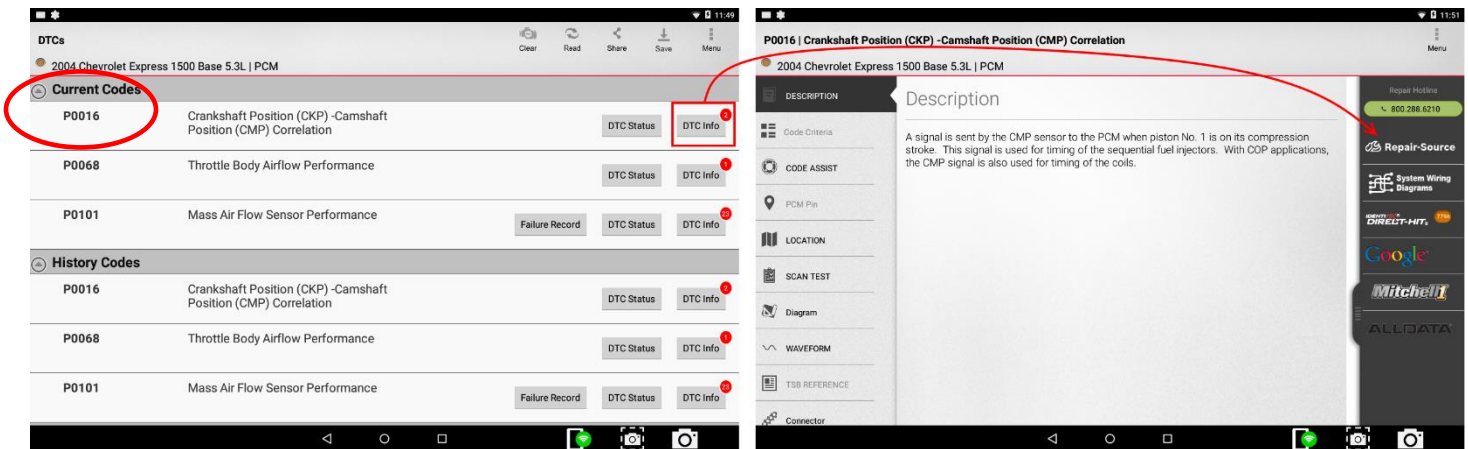 11:49
DTCs
Clear Read Share Save Menu
2004 Chevrolet Express 1500 Base 5.3L | PCM
Current Codes
P0016 Crankshaft Position (CKP) -Camshaft
Position (CMP) Correlation
DTC Status DTC Info 2
P0068 Throttle Body Airflow Performance
DTC Status DTC Info 1
P0101 Mass Air Flow Sensor Performance
Failure Record DTC Status DTC Info 23
History Codes
P0016 Crankshaft Position (CKP) -Camshaft
Position (CMP) Correlation
DTC Status DTC Info 2
P0068 Throttle Body Airflow Performance
DTC Status DTC Info 1
P0101 Mass Air Flow Sensor Performance
Failure Record DTC Status DTC Info 23
11:51
P0016 | Crankshaft Position (CKP) -Camshaft Position (CMP) Correlation
Menu
2004 Chevrolet Express 1500 Base 5.3L | PCM
DESCRIPTION
Code Criteria
CODE ASSIST
PCM Pin
LOCATION
SCAN TEST
Diagram
WAVEFORM
TSB REFERENCE
Connector
Description
A signal is sent by the CMP sensor to the PCM when piston No. 1 is on its compression
stroke. This signal is used for timing of the sequential fuel injectors. With COP applications,
the CMP signal is also used for timing of the coils.
Repair Hotline
800.288.6210
Repair-Source
System Wiring
Diagrams
DIRECT-HIT
Google
Mitchell1
ALLDATA